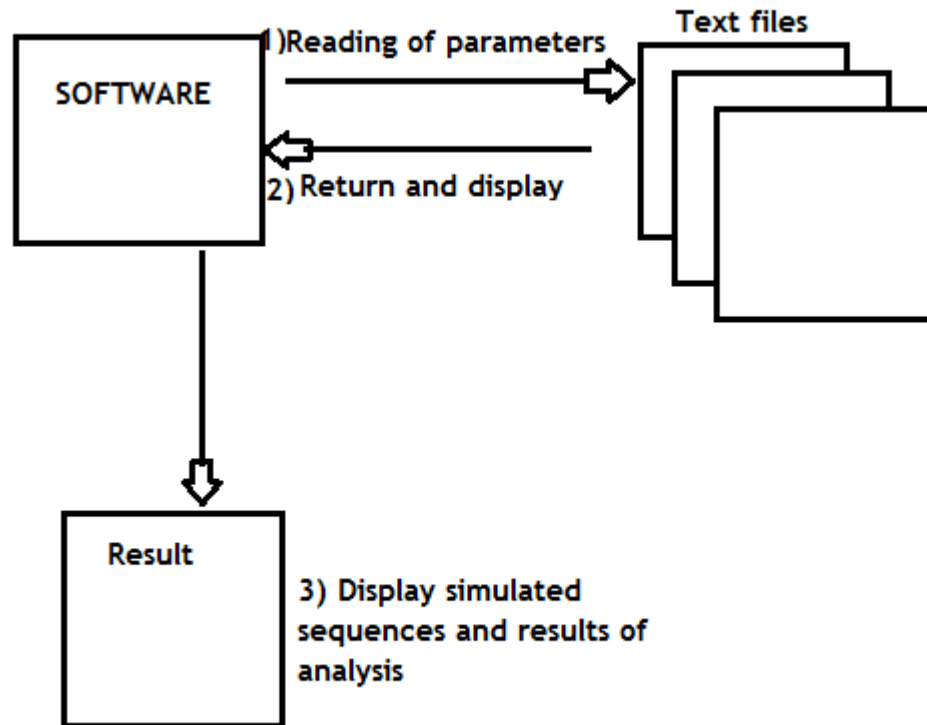 Text files
1)Reading of parameters
SOFTWARE
2) Return and display
Result
3) Display simulated
sequences and results of
analysis